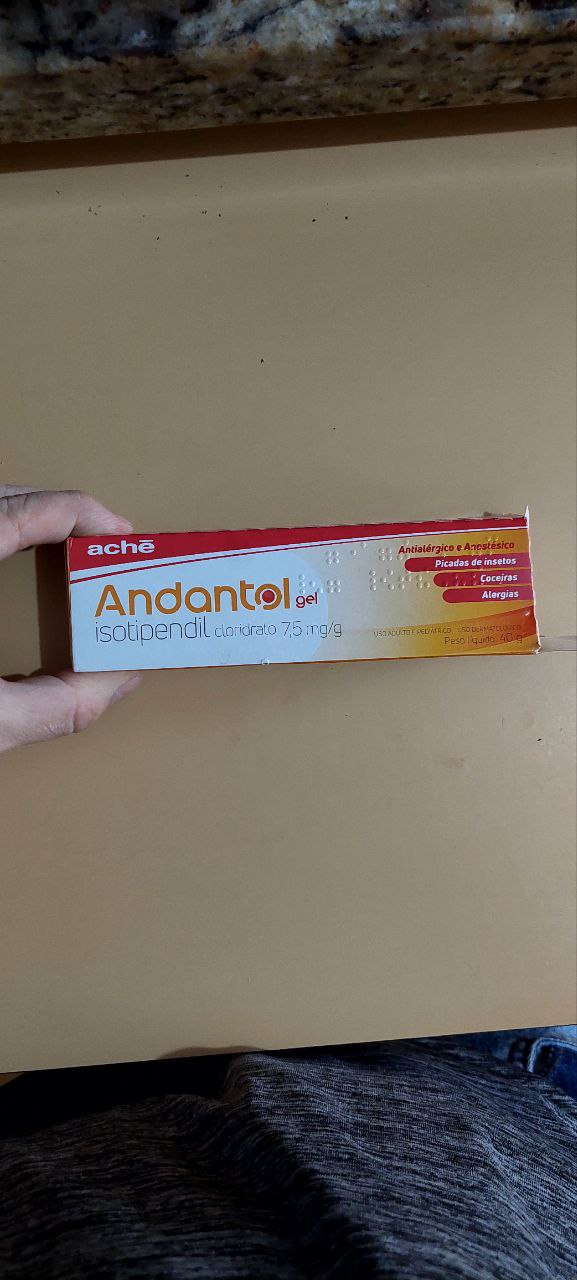 achē
Andantol gel
isotipendil cloridrato 7,5 mg/g
Antialérgico e Anestésico
Picadas de insetos
Coceiras
Alergias
USO ADULTO E PEDIÁTRICO - USO DERMATOLÓGICO
Peso líquido: 40 g